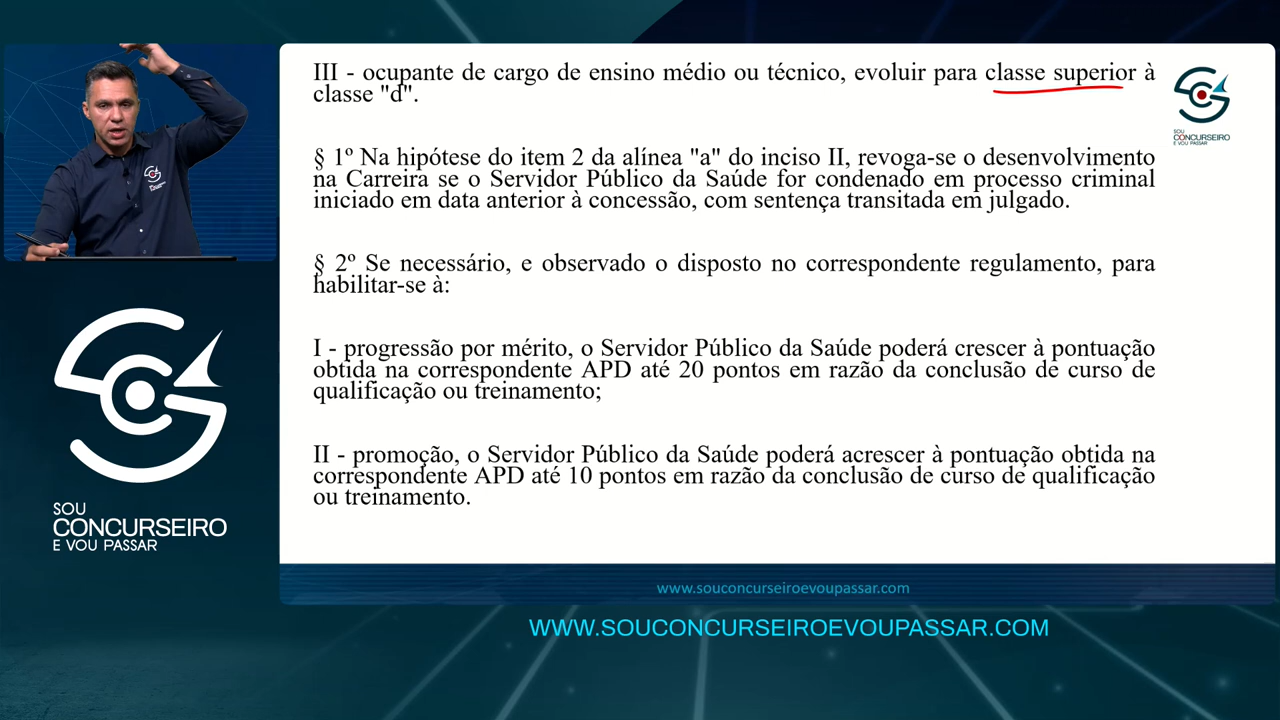 III - ocupante de cargo de ensino médio ou técnico, evoluir para classe superior à
classe "d".
§ 1º Na hipótese do item 2 da alínea "a" do inciso II, revoga-se o desenvolvimento
na Carreira se o Servidor Público da Saúde for condenado em processo criminal
iniciado em data anterior à concessão, com sentença transitada em julgado.
§ 2º Se necessário, e observado o disposto no correspondente regulamento, para
habilitar-se à:
I - progressão por mérito, o Servidor Público da Saúde poderá crescer à pontuação
obtida na correspondente APD até 20 pontos em razão da conclusão de curso de
qualificação ou treinamento;
II - promoção, o Servidor Público da Saúde poderá acrescer à pontuação obtida na
correspondente APD até 10 pontos em razão da conclusão de curso de qualificação
ou treinamento.
SOU
CONCURSEIRO
E VOU PASSAR
SOU
CONCURSEIRO
E VOU PASSAR
www.souconcurseiroevoupassar.com
WWW.SOUCONCURSEIROEVOUPASSAR.COM